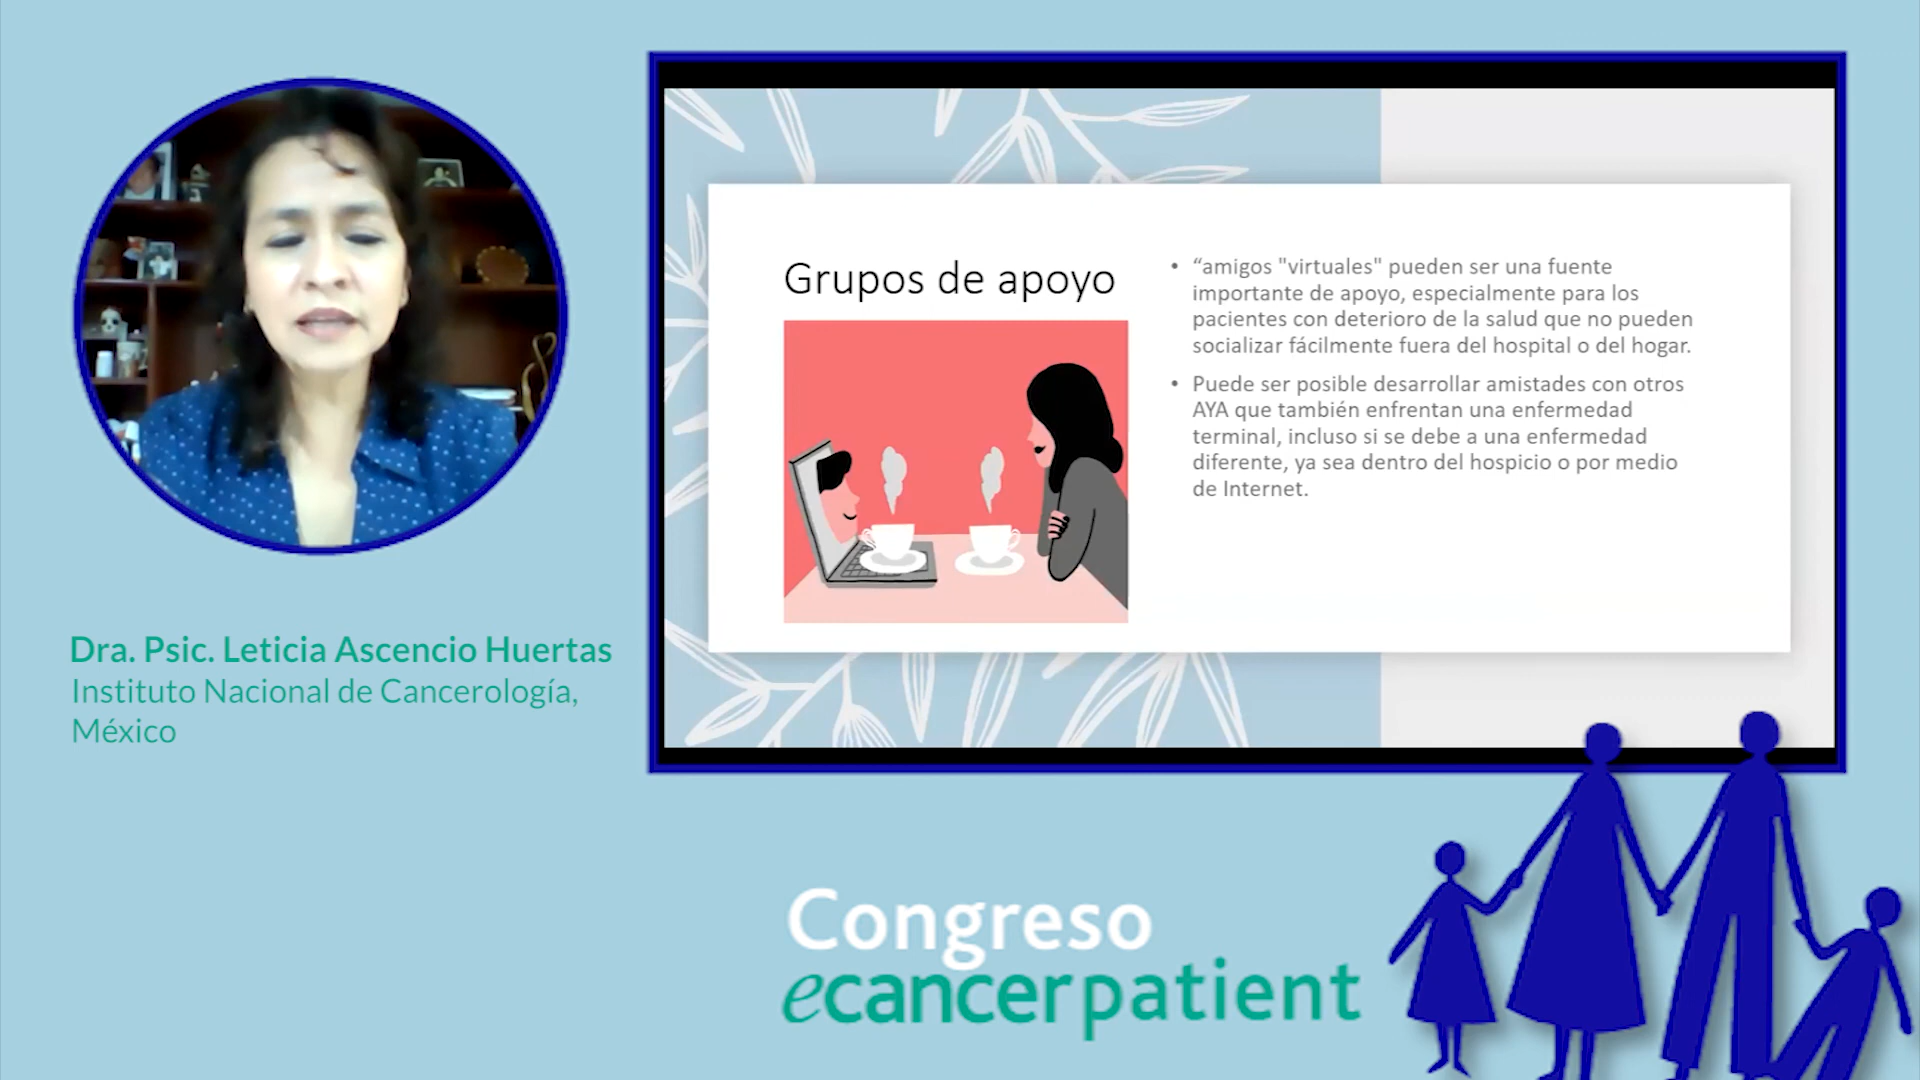 Grupos de apoyo
• “amigos "virtuales" pueden ser una fuente
importante de apoyo, especialmente para los
pacientes con deterioro de la salud que no pueden
socializar fácilmente fuera del hospital o del hogar.
• Puede ser posible desarrollar amistades con otros
AYA que también enfrentan una enfermedad
terminal, incluso si se debe a una enfermedad
diferente, ya sea dentro del hospicio o por medio
de Internet.
Dra. Psic. Leticia Ascencio Huertas
Instituto Nacional de Cancerología,
México
Congreso
ecancerpatient